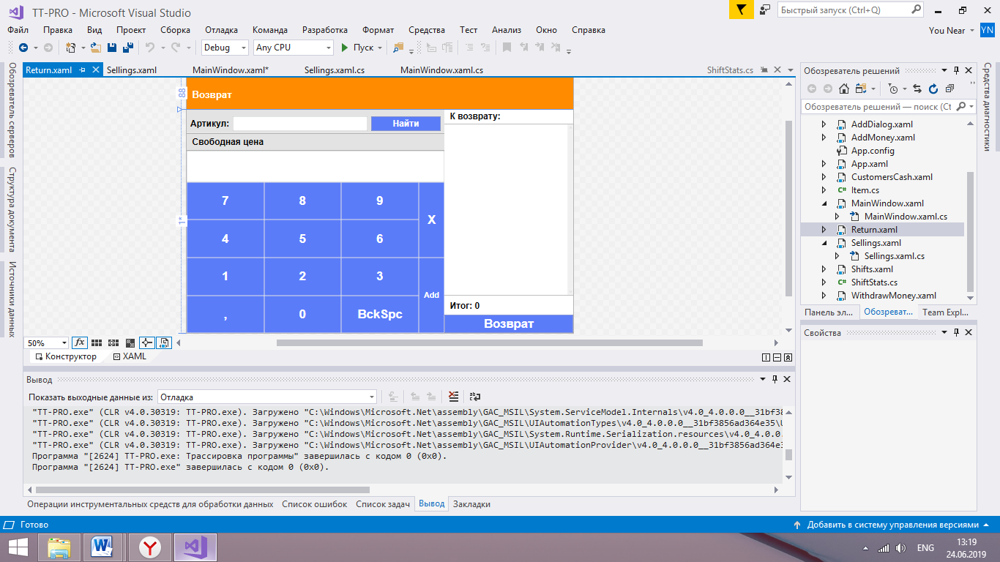 TT-PRO - Microsoft Visual Studio
Быстрый запуск (Ctrl+Q)
Файл Правка Вид Проект Сборка Отладка Команда Разработка Формат Средства Тест Анализ Окно Справка
You Near YN
Debug Any CPU Пуск
Return.xaml Sellings.xaml MainWindow.xaml* Sellings.xaml.cs MainWindow.xaml.cs ShiftStats.cs
Обозреватель серверов
Структура документа
Источники данных
88
1*
Возврат
Артикул: Найти
Свободная цена
7 8 9
X
4 5 6
1 2 3
Add
, 0 BckSpc
К возврату:
Итог: 0
Возврат
50% fx
Конструктор XAML
Обозреватель решений
Обозреватель решений — поиск (Ct
AddDialog.xaml
AddMoney.xaml
App.config
App.xaml
CustomersCash.xaml
C# Item.cs
MainWindow.xaml
MainWindow.xaml.cs
Return.xaml
Sellings.xaml
Sellings.xaml.cs
Shifts.xaml
C# ShiftStats.cs
WithdrawMoney.xaml
Панель эл... Обозреват... Team Expl...
Свойства
Средства диагностики
Вывод
Показать выходные данные из: Отладка
"TT-PRO.exe" (CLR v4.0.30319: TT-PRO.exe). Загружено "C:\Windows\Microsoft.Net\assembly\GAC_MSIL\System.ServiceModel.Internals\v4.0_4.0.0.0__31bf38
"TT-PRO.exe" (CLR v4.0.30319: TT-PRO.exe). Загружено "C:\Windows\Microsoft.Net\assembly\GAC_MSIL\UIAutomationTypes\v4.0_4.0.0.0__31bf3856ad364e35\U
"TT-PRO.exe" (CLR v4.0.30319: TT-PRO.exe). Загружено "C:\Windows\Microsoft.Net\assembly\GAC_MSIL\System.Runtime.Serialization.resources\v4.0_4.0.0.
"TT-PRO.exe" (CLR v4.0.30319: TT-PRO.exe). Загружено "C:\Windows\Microsoft.Net\assembly\GAC_MSIL\UIAutomationProvider\v4.0_4.0.0.0__31bf3856ad364e3
Программа "[2624] TT-PRO.exe: Трассировка программы" завершилась с кодом 0 (0x0).
Программа "[2624] TT-PRO.exe" завершилась с кодом 0 (0x0).
Операции инструментальных средств для обработки данных Список ошибок Список задач Вывод Закладки
Готово
Добавить в систему управления версиями
ENG
13:19
24.06.2019